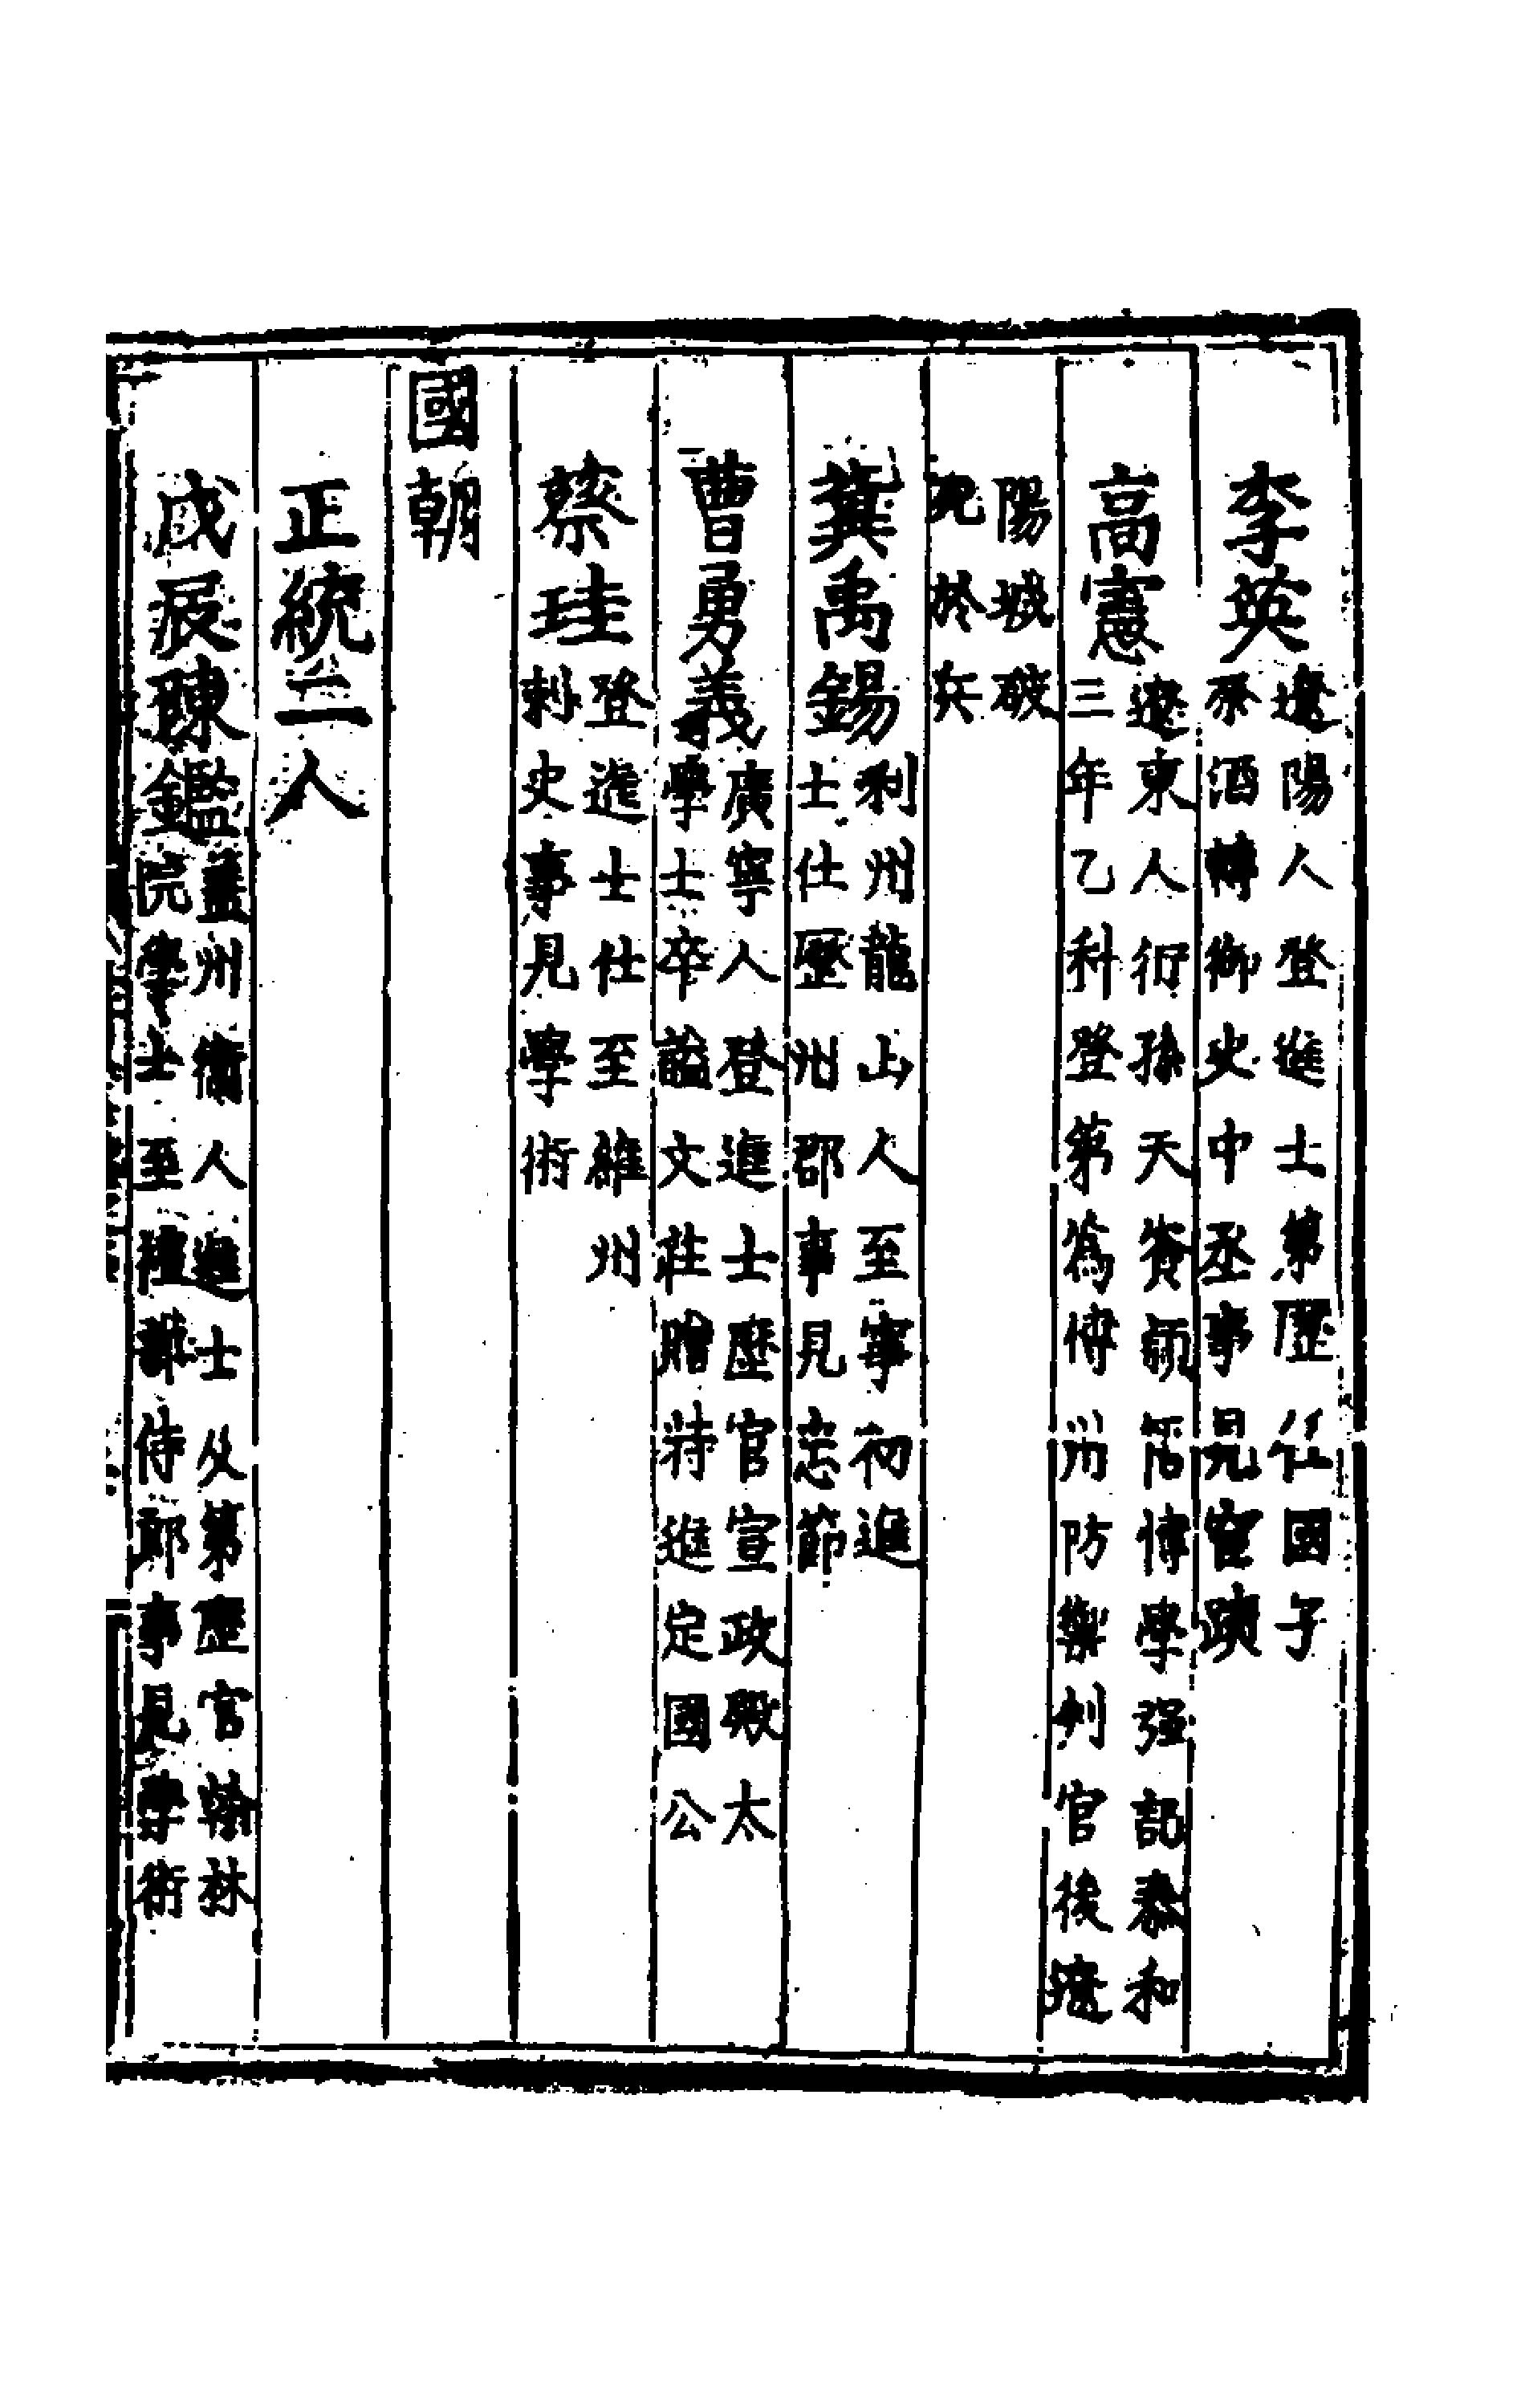 李英遼陽人登進士第歷任國子
祭酒轉御史中丞事見宦蹟
高憲遼東人衎孫天資穎悟博學强記泰和
三年乙科登第為博州防禦判官後遼
陽城破
死於兵
冀禹錫利州龍山人至寧初進
士仕歷州郡事見忠節
曹勇義廣寧人登進士歷官宣政殿太
學士卒謚文莊贈特進定國公
蔡珪登進士仕至維州
刺史事見學術
國朝
正統二人
戊辰陳鑑蓋州衛人進士及第歷官翰林
院學士至禮部侍郎事見學術